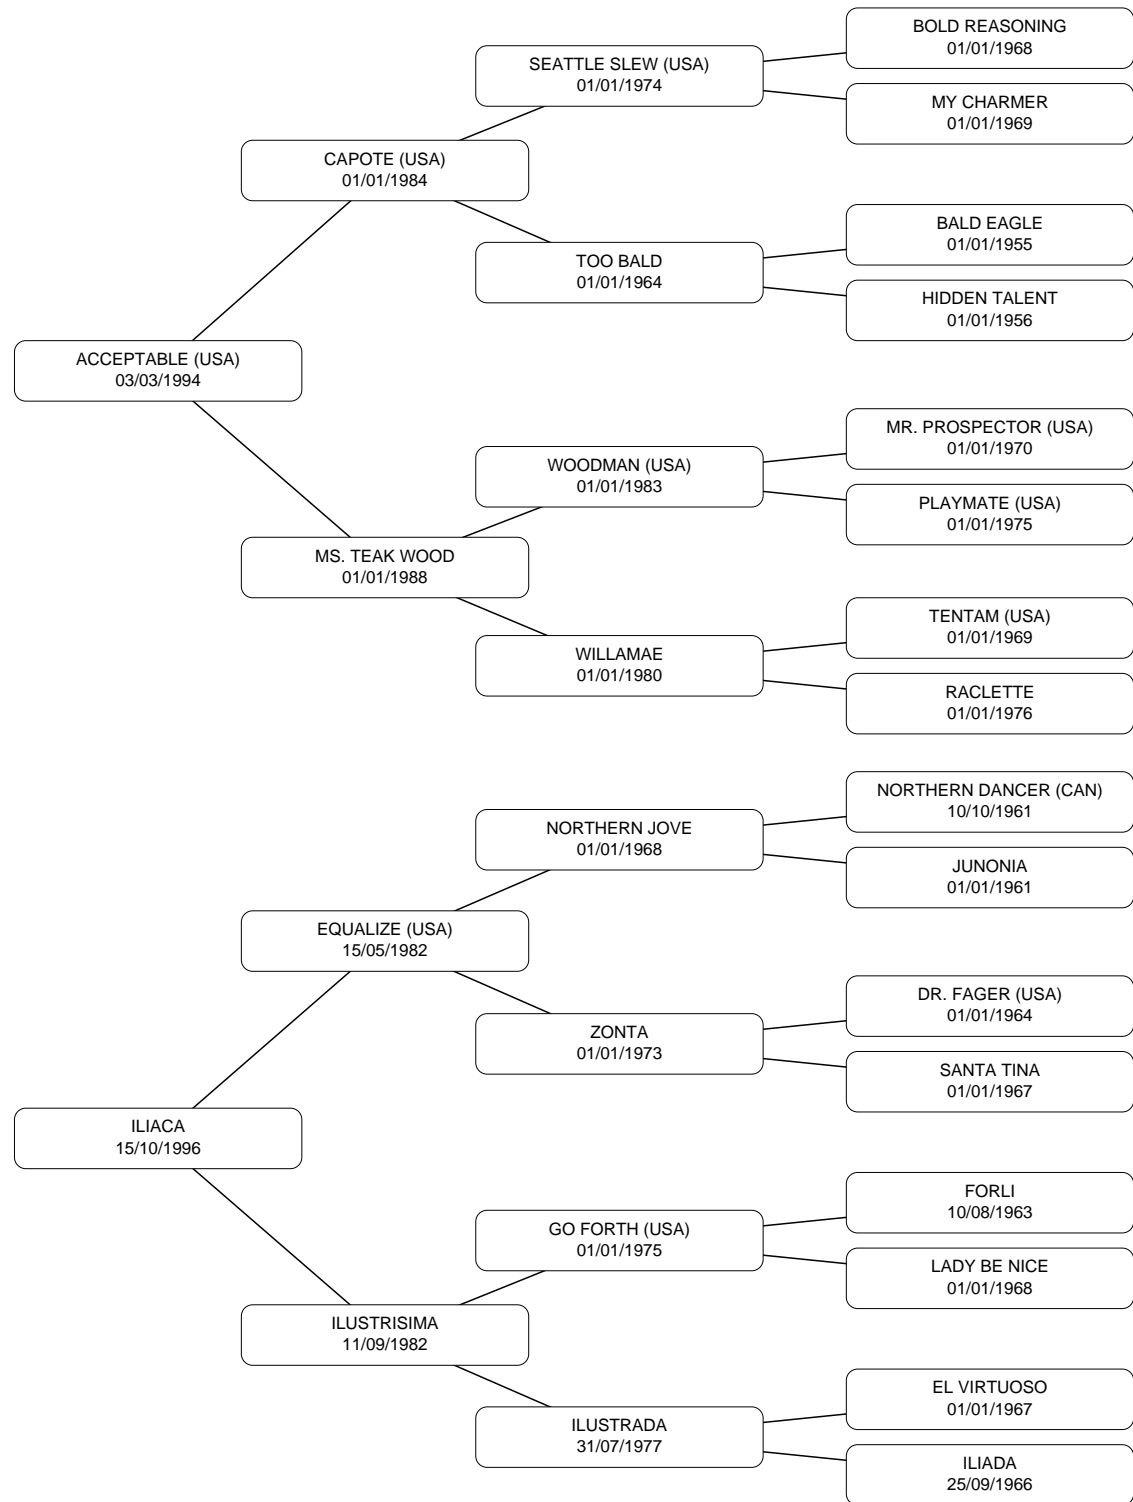 BOLD REASONING
01/01/1968
SEATTLE SLEW (USA)
01/01/1974
MY CHARMER
01/01/1969
CAPOTE (USA)
01/01/1984
BALD EAGLE
01/01/1955
TOO BALD
01/01/1964
HIDDEN TALENT
01/01/1956
ACCEPTABLE (USA)
03/03/1994
MR. PROSPECTOR (USA)
01/01/1970
WOODMAN (USA)
01/01/1983
PLAYMATE (USA)
01/01/1975
MS. TEAK WOOD
01/01/1988
TENTAM (USA)
01/01/1969
WILLAMAE
01/01/1980
RACLETTE
01/01/1976
NORTHERN DANCER (CAN)
10/10/1961
NORTHERN JOVE
01/01/1968
JUNONIA
01/01/1961
EQUALIZE (USA)
15/05/1982
DR. FAGER (USA)
01/01/1964
ZONTA
01/01/1973
SANTA TINA
01/01/1967
ILIACA
15/10/1996
FORLI
10/08/1963
GO FORTH (USA)
01/01/1975
LADY BE NICE
01/01/1968
ILUSTRISIMA
11/09/1982
EL VIRTUOSO
01/01/1967
ILUSTRADA
31/07/1977
ILIADA
25/09/1966